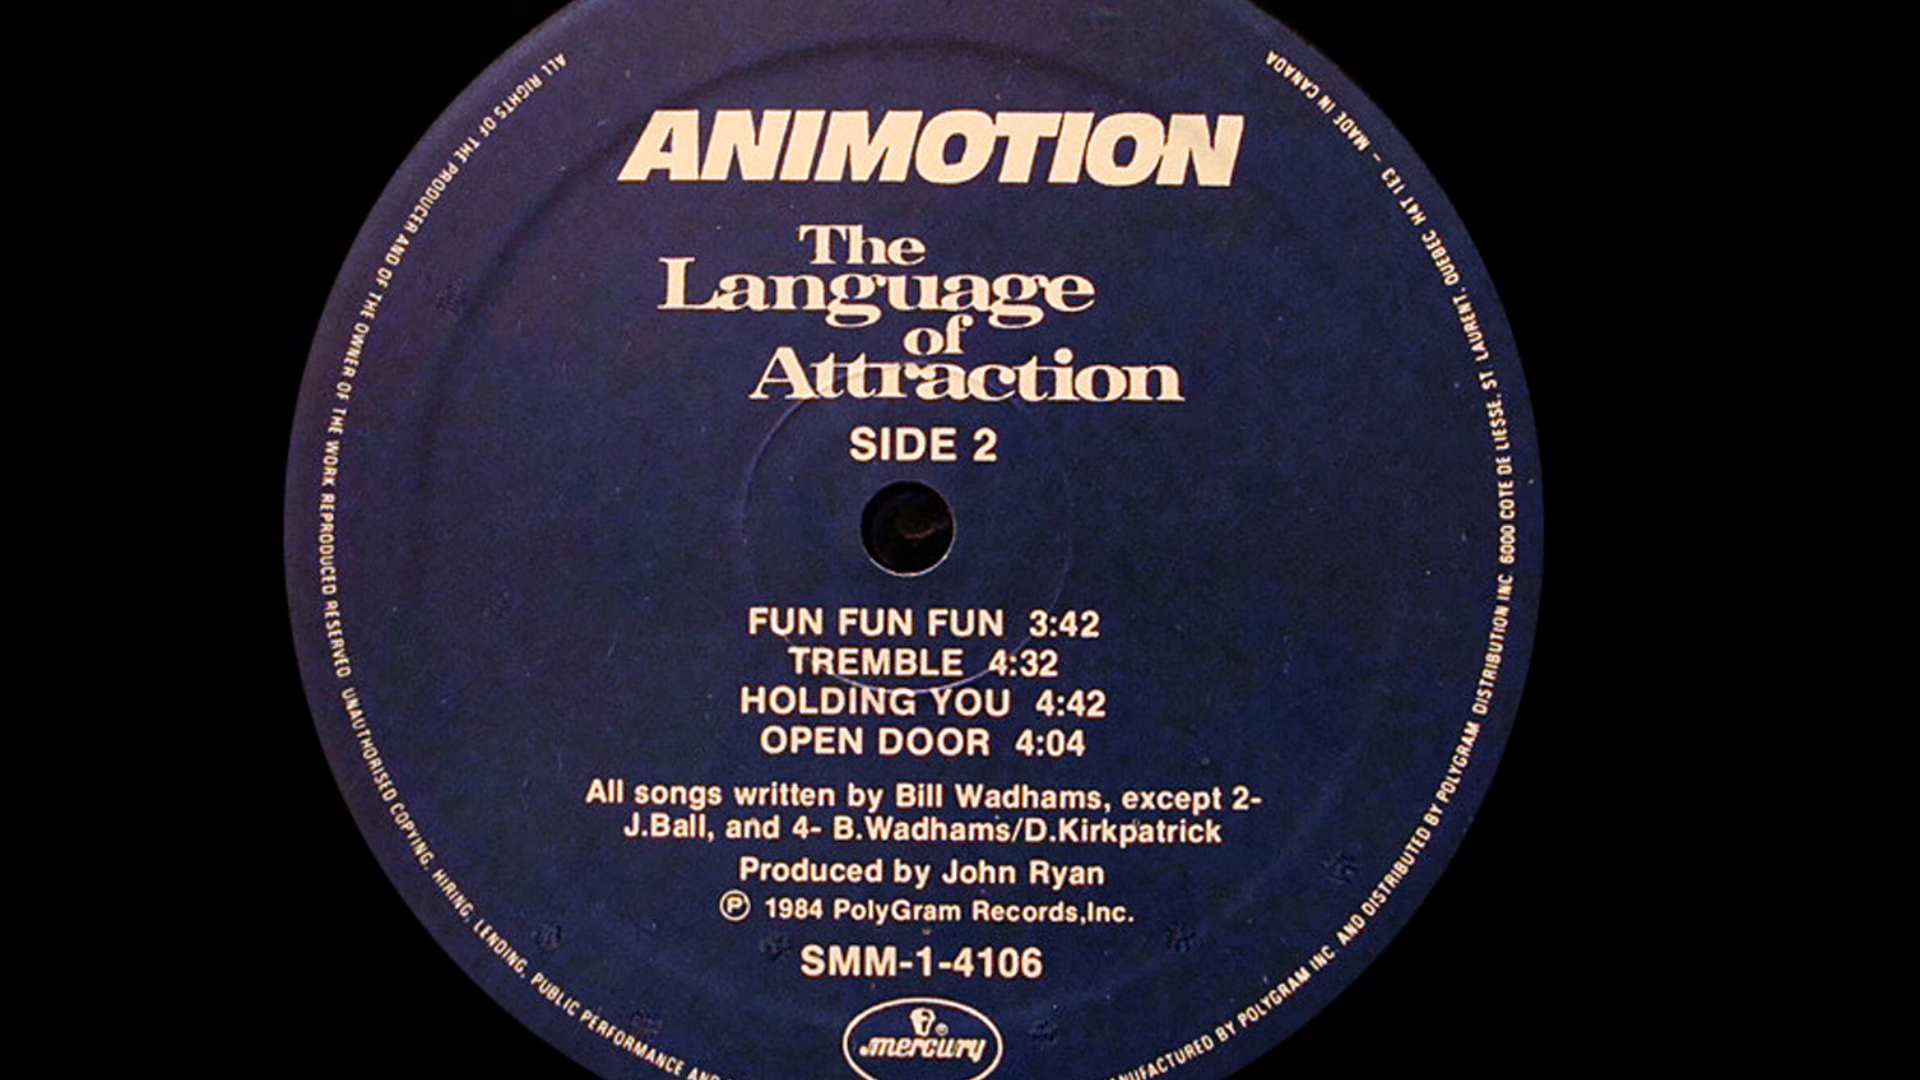 ANIMOTION
The
Language
of
Attraction
SIDE 2
FUN FUN FUN 3:42
TREMBLE 4:32
HOLDING YOU 4:42
OPEN DOOR 4:04
All songs written by Bill Wadhams, except 2-
J.Ball, and 4- B.Wadhams/D.Kirkpatrick
Produced by John Ryan
Ⓟ 1984 PolyGram Records,Inc.
SMM-1-4106
mercury®
ALL RIGHTS OF THE PRODUCER AND OF THE OWNER OF THE WORK REPRODUCED RESERVED UNAUTHORISED COPYING, HIRING, LENDING, PUBLIC PERFORMANCE AND
NUFACTURED BY POLYGRAM INC. AND DISTRIBUTED BY POLYGRAM DISTRIBUTION INC 6000 COTE DE LIESSE, ST LAURENT, QUEBEC H4T 1E3 - MADE IN CANADA